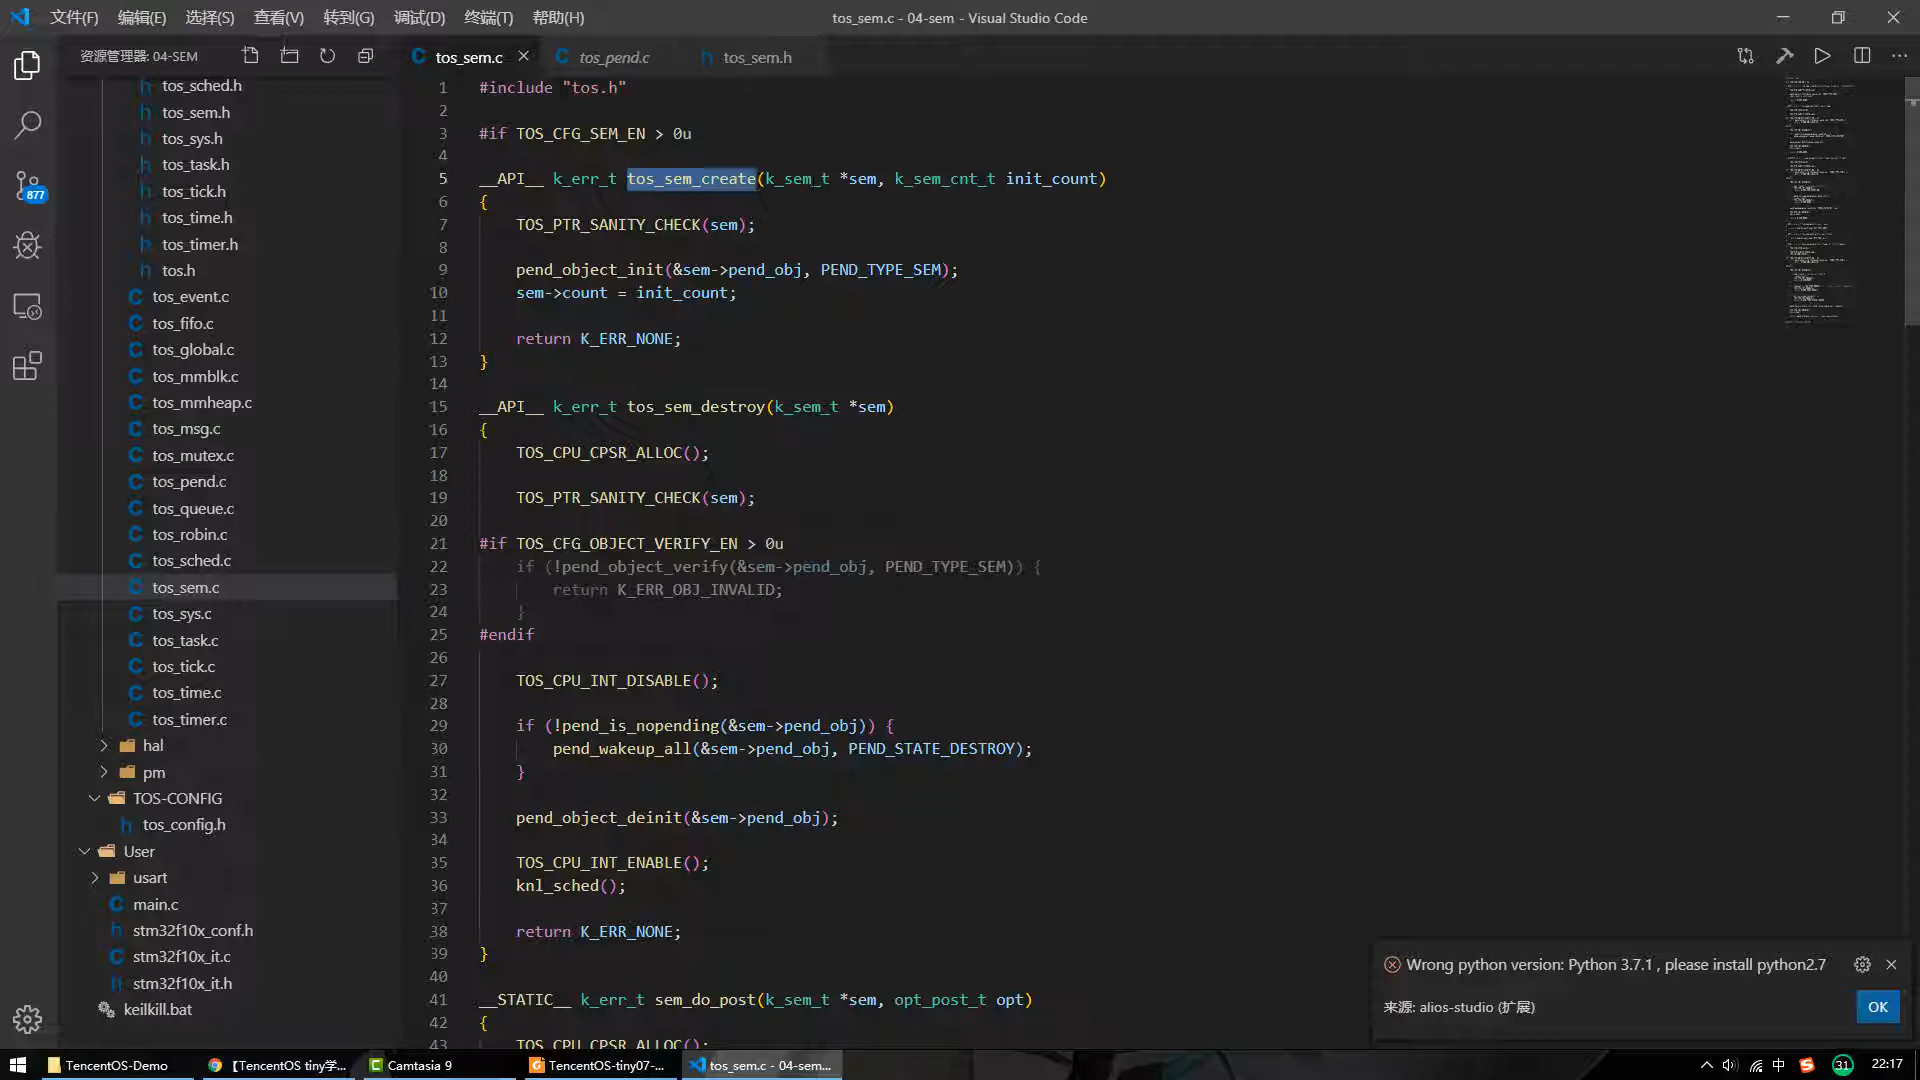 文件(F) 编辑(E) 选择(S) 查看(V) 转到(G) 调试(D) 终端(T) 帮助(H)
tos_sem.c - 04-sem - Visual Studio Code
资源管理器: 04-SEM
tos_sem.c
tos_pend.c
tos_sem.h
877
tos_sched.h
tos_sem.h
tos_sys.h
tos_task.h
tos_tick.h
tos_time.h
tos_timer.h
tos.h
tos_event.c
tos_fifo.c
tos_global.c
tos_mmblk.c
tos_mmheap.c
tos_msg.c
tos_mutex.c
tos_pend.c
tos_queue.c
tos_robin.c
tos_sched.c
tos_sem.c
tos_sys.c
tos_task.c
tos_tick.c
tos_time.c
tos_timer.c
hal
pm
TOS-CONFIG
tos_config.h
User
usart
main.c
stm32f10x_conf.h
stm32f10x_it.c
stm32f10x_it.h
keilkill.bat
1 #include "tos.h"
2
3 #if TOS_CFG_SEM_EN > 0u
4
5 __API__ k_err_t tos_sem_create(k_sem_t *sem, k_sem_cnt_t init_count)
6 {
7     TOS_PTR_SANITY_CHECK(sem);
8
9     pend_object_init(&sem->pend_obj, PEND_TYPE_SEM);
10     sem->count = init_count;
11
12     return K_ERR_NONE;
13 }
14
15 __API__ k_err_t tos_sem_destroy(k_sem_t *sem)
16 {
17     TOS_CPU_CPSR_ALLOC();
18
19     TOS_PTR_SANITY_CHECK(sem);
20
21 #if TOS_CFG_OBJECT_VERIFY_EN > 0u
22     if (!pend_object_verify(&sem->pend_obj, PEND_TYPE_SEM)) {
23         return K_ERR_OBJ_INVALID;
24     }
25 #endif
26
27     TOS_CPU_INT_DISABLE();
28
29     if (!pend_is_nopending(&sem->pend_obj)) {
30         pend_wakeup_all(&sem->pend_obj, PEND_STATE_DESTROY);
31     }
32
33     pend_object_deinit(&sem->pend_obj);
34
35     TOS_CPU_INT_ENABLE();
36     knl_sched();
37
38     return K_ERR_NONE;
39 }
40
41 __STATIC__ k_err_t sem_do_post(k_sem_t *sem, opt_post_t opt)
42 {
43     TOS_CPU_CPSR_ALLOC();
Wrong python version: Python 3.7.1 , please install python2.7
来源: alios-studio (扩展)
OK
TencentOS-Demo
【TencentOS tiny学...
Camtasia 9
TencentOS-tiny07-...
tos_sem.c - 04-sem...
中
31
22:17